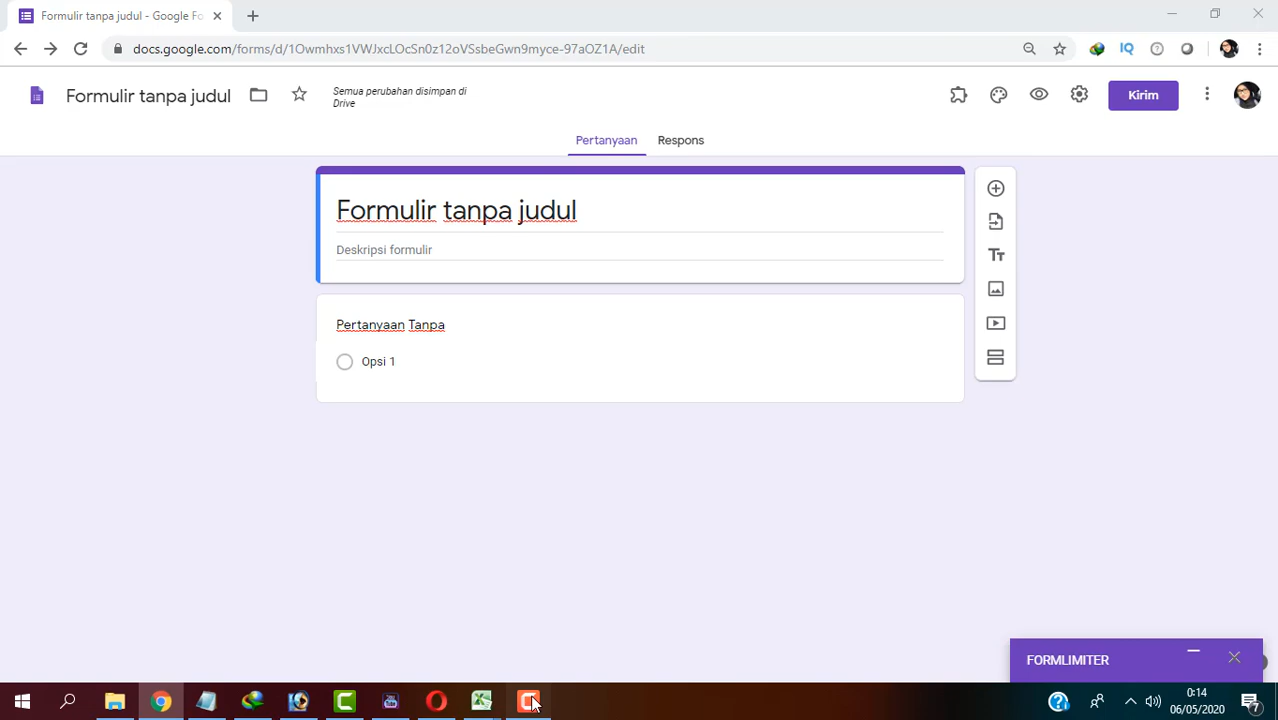 Formulir tanpa judul - Google Fo
docs.google.com/forms/d/1Owmhxs1VWJxcLOcSn0z12oVSsbeGwn9myce-97aOZ1A/edit
IQ
Formulir tanpa judul
Semua perubahan disimpan di
Drive
Kirim
Pertanyaan Respons
Formulir tanpa judul
Deskripsi formulir
Pertanyaan Tanpa
Opsi 1
Tт
FORMLIMITER
0:14
06/05/2020
7